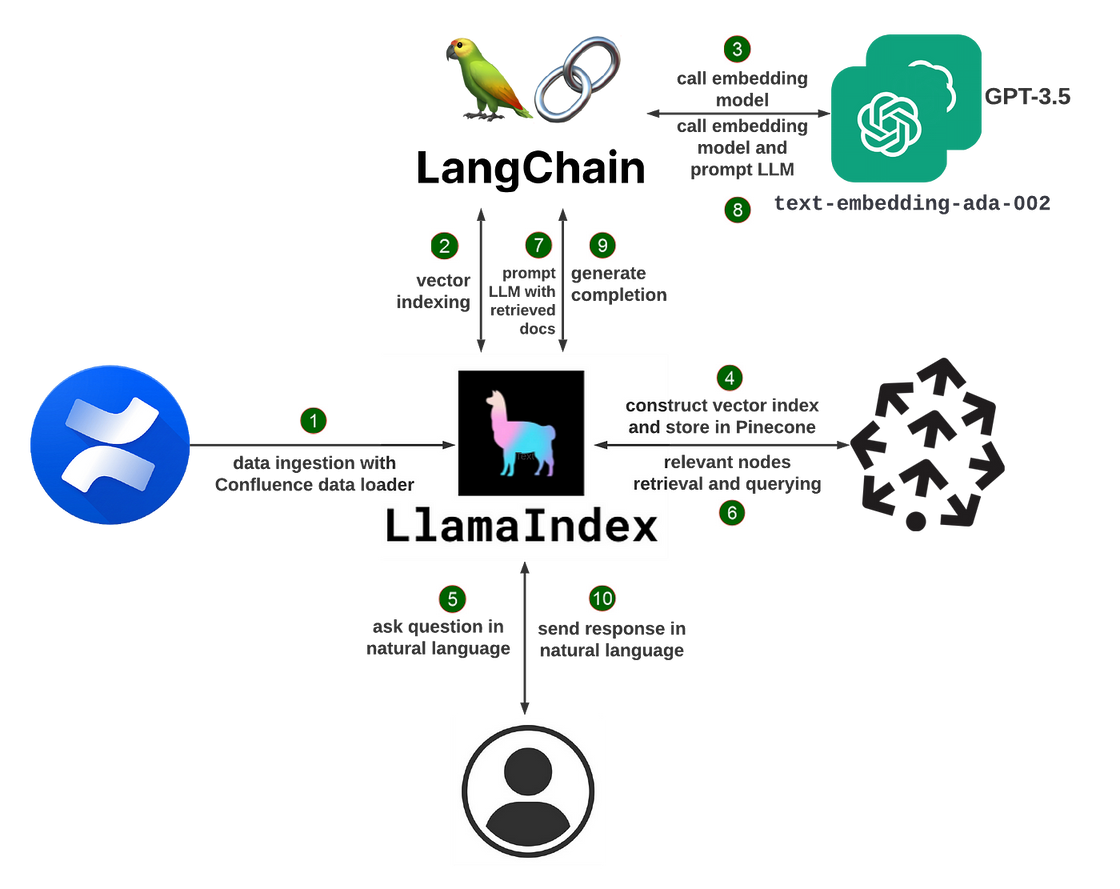 3
call embedding
model
GPT-3.5
call embedding
model and
prompt LLM
8
text-embedding-ada-002
LangChain
2
vector
indexing
7
prompt
LLM with
retrieved
docs
9
generate
completion
1
data ingestion with
Confluence data loader
4
construct vector index
and store in Pinecone
relevant nodes
retrieval and querying
6
LlamaIndex
5
ask question in
natural language
10
send response in
natural language